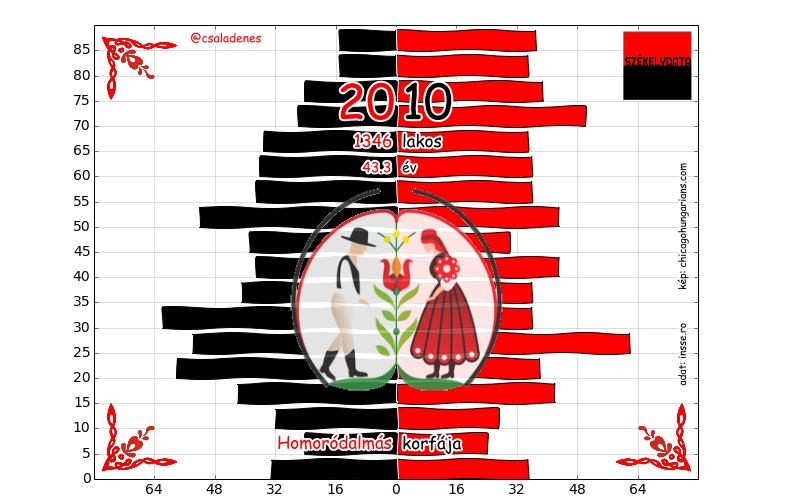 @csaladenes
SZÉKELYDATA
2010
1346 lakos
43.3 év
85
80
75
70
65
60
55
50
45
40
35
30
25
20
15
10
5
0
kép: chicagohungarians.com
adat: insse.ro
Homoródalmás korfája
64 48 32 16 0 16 32 48 64